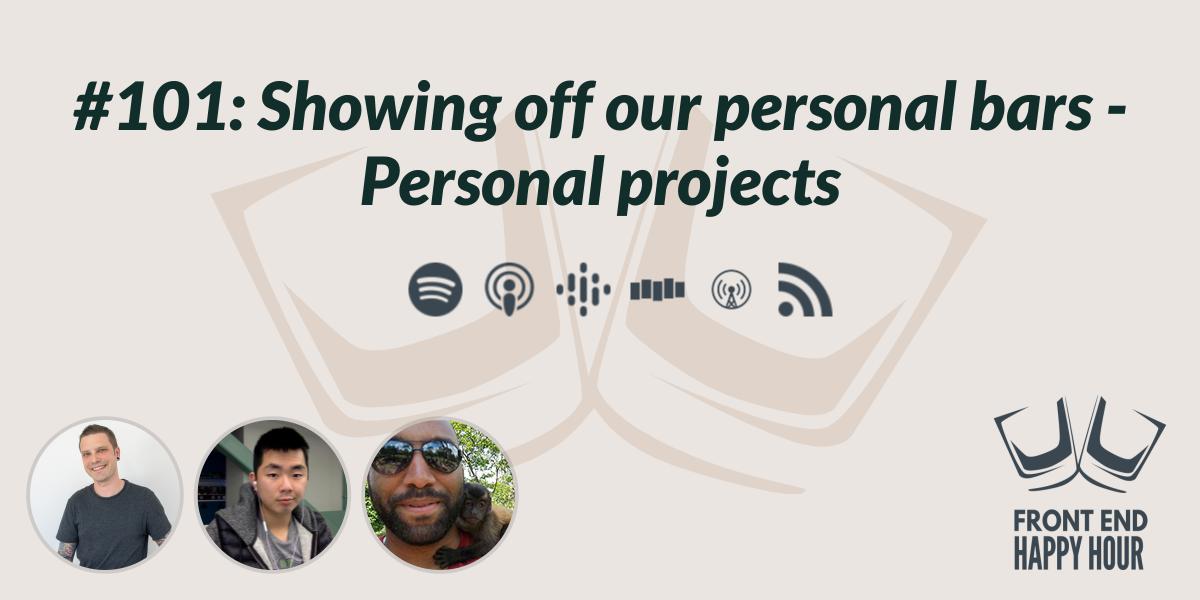 #101: Showing off our personal bars -
Personal projects
FRONT END
HAPPY HOUR